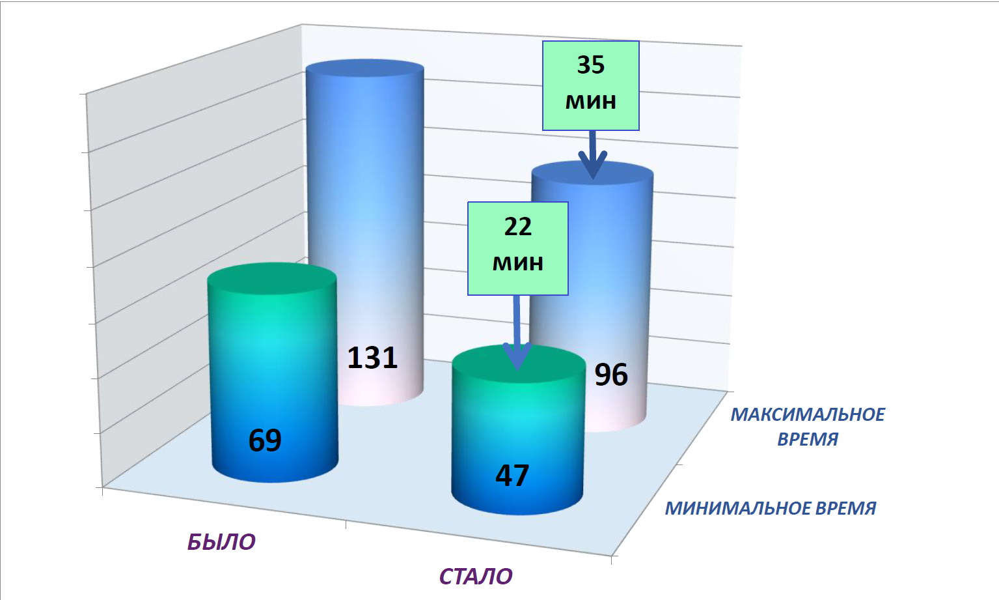 35
мин
22
мин
131
96
69
47
МАКСИМАЛЬНОЕ
ВРЕМЯ
МИНИМАЛЬНОЕ ВРЕМЯ
БЫЛО
СТАЛО